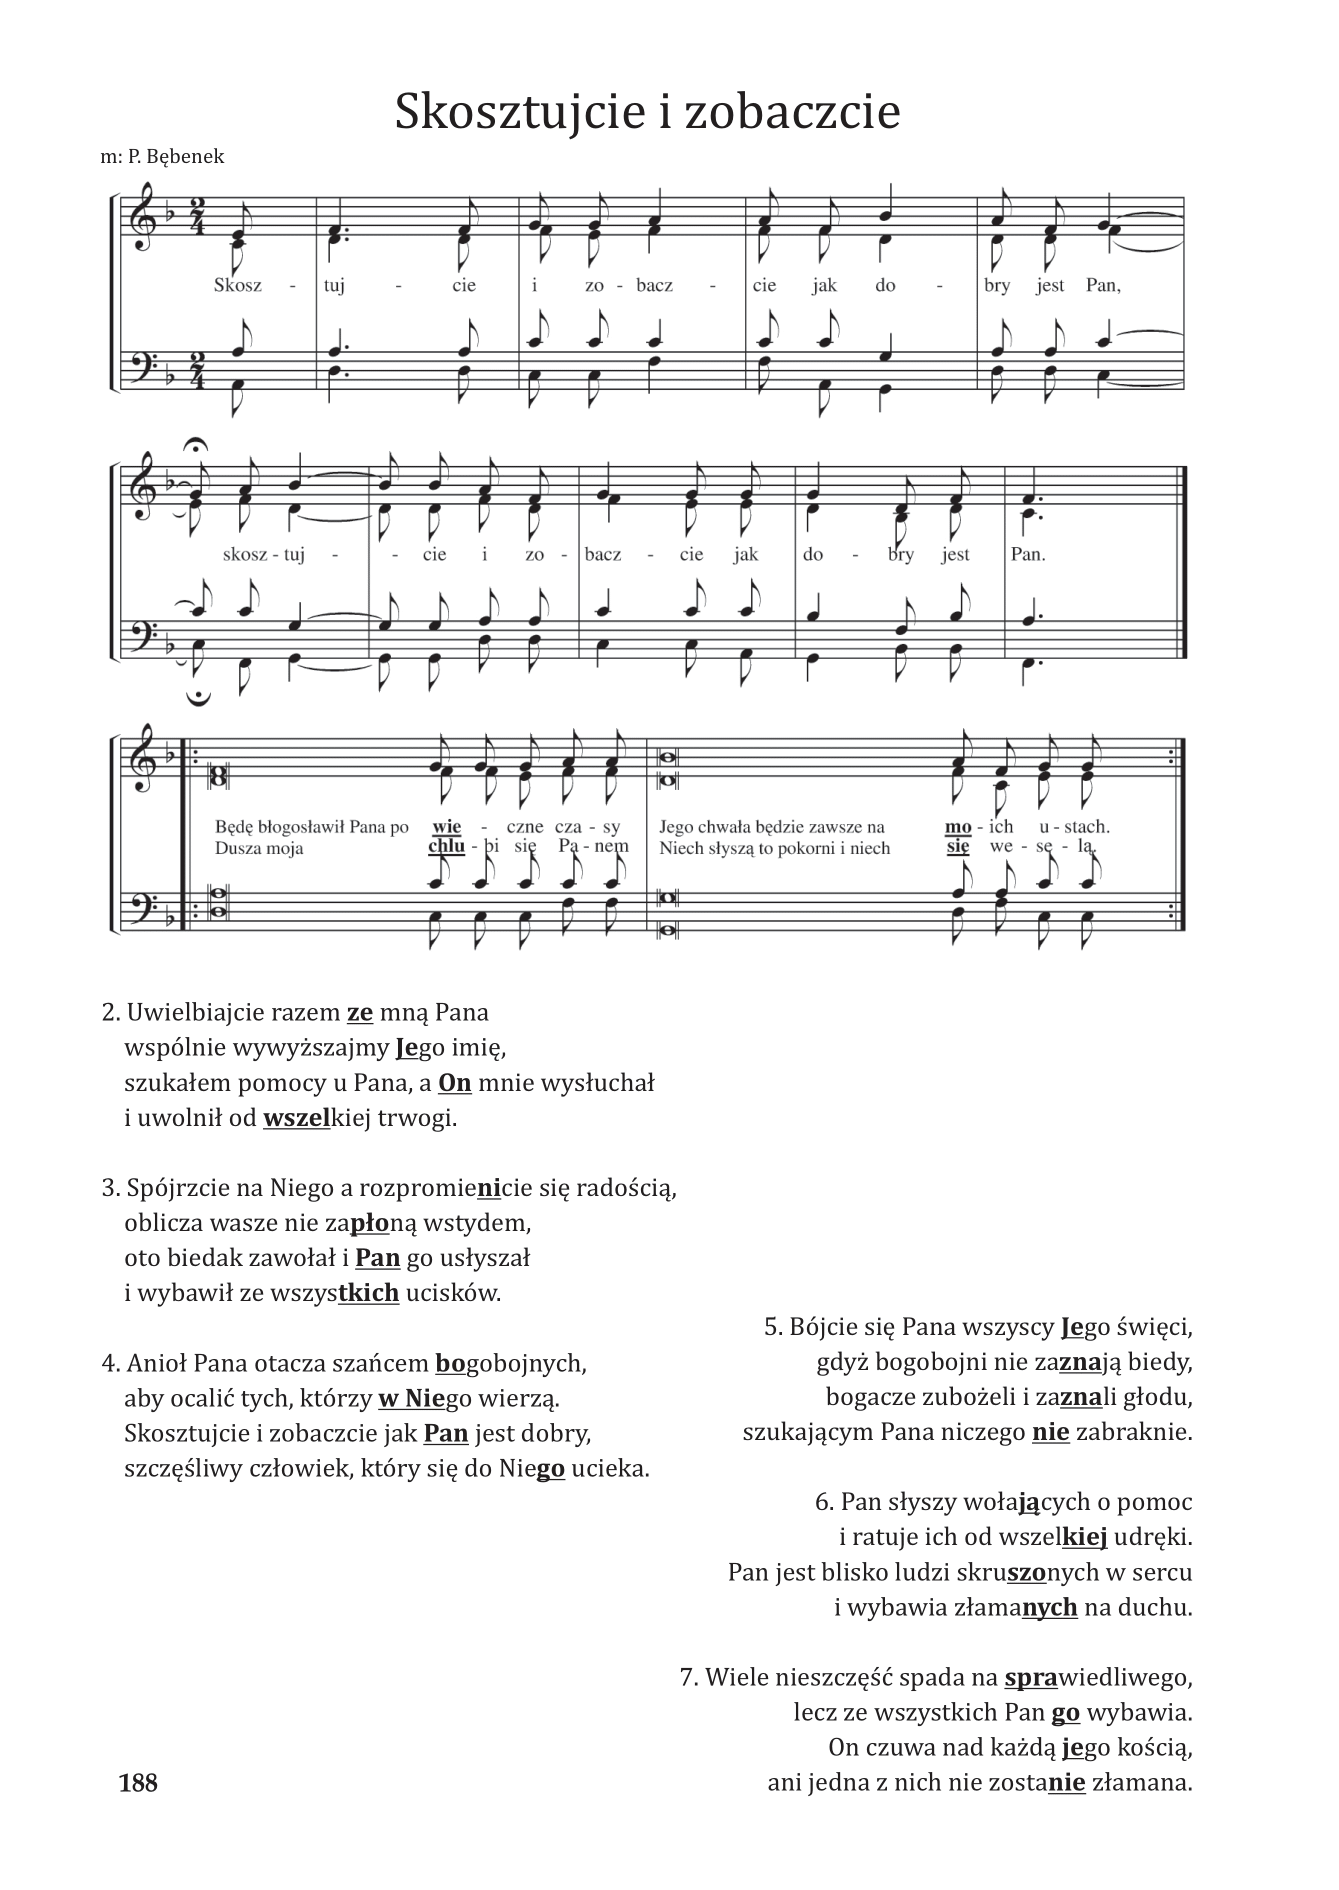 Skosztujcie i zobaczcie
m: P. Bębenek
Skosz - tuj - cie i zo - bacz - cie jak do - bry jest Pan,
skosz - tuj - - cie i zo - bacz - cie jak do - bry jest Pan.
Będę błogosławił Pana po wie - czne cza - sy Jego chwała będzie zawsze na mo - ich u - stach.
Dusza moja chlu - bi się Pa - nem Niech słyszą to pokorni i niech się we - se - lą.
2. Uwielbiajcie razem ze mną Pana
wspólnie wywyższajmy Jego imię,
szukałem pomocy u Pana, a On mnie wysłuchał
i uwolnił od wszelkiej trwogi.
3. Spójrzcie na Niego a rozpromienicie się radością,
oblicza wasze nie zapłoną wstydem,
oto biedak zawołał i Pan go usłyszał
i wybawił ze wszystkich ucisków.
4. Anioł Pana otacza szańcem bogobojnych,
aby ocalić tych, którzy w Niego wierzą.
Skosztujcie i zobaczcie jak Pan jest dobry,
szczęśliwy człowiek, który się do Niego ucieka.
5. Bójcie się Pana wszyscy Jego święci,
gdyż bogobojni nie zaznają biedy,
bogacze zubożeli i zaznali głodu,
szukającym Pana niczego nie zabraknie.
6. Pan słyszy wołających o pomoc
i ratuje ich od wszelkiej udręki.
Pan jest blisko ludzi skruszonych w sercu
i wybawia złamanych na duchu.
7. Wiele nieszczęść spada na sprawiedliwego,
lecz ze wszystkich Pan go wybawia.
On czuwa nad każdą jego kością,
ani jedna z nich nie zostanie złamana.
188